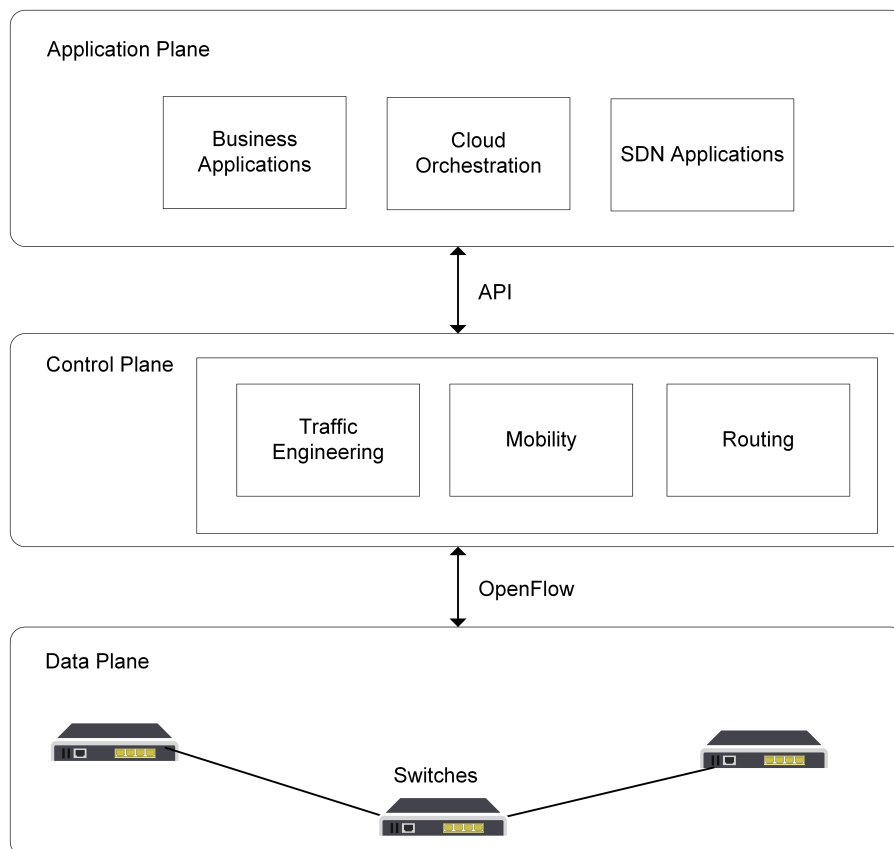 Application Plane
Business
Applications
Cloud
Orchestration
SDN Applications
API
Control Plane
Traffic
Engineering
Mobility
Routing
OpenFlow
Data Plane
Switches